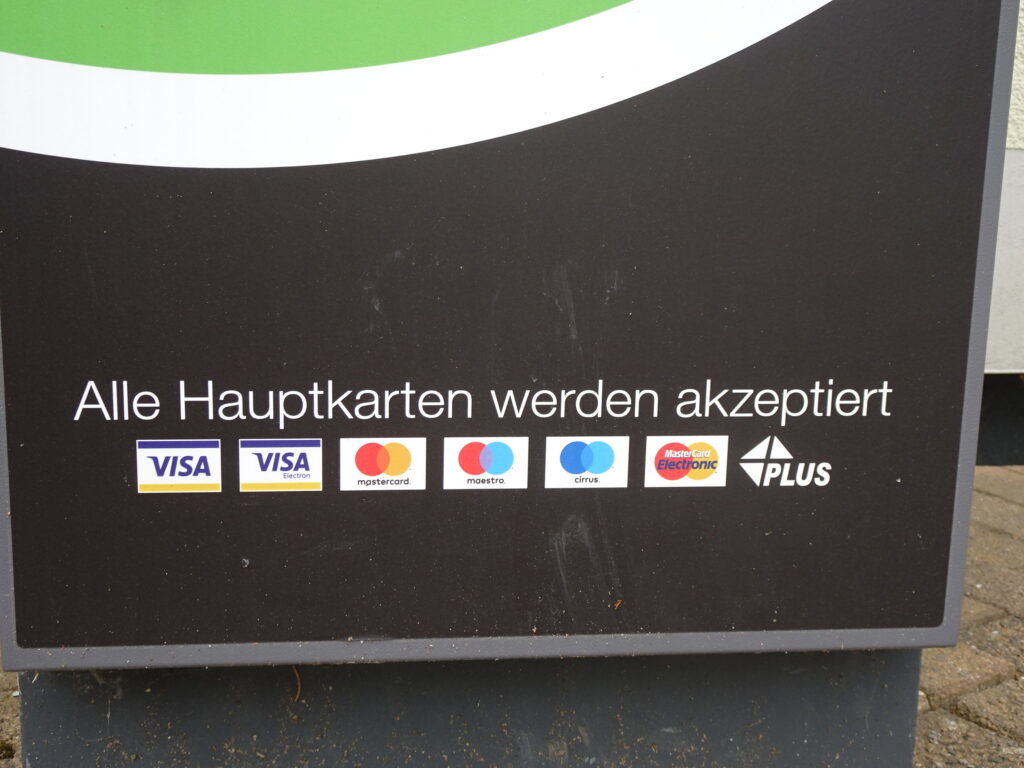 Alle Hauptkarten werden akzeptiert
VISA
VISA
Electron
mastercard.
maestro.
cirrus.
MasterCard
Electronic
PLUS